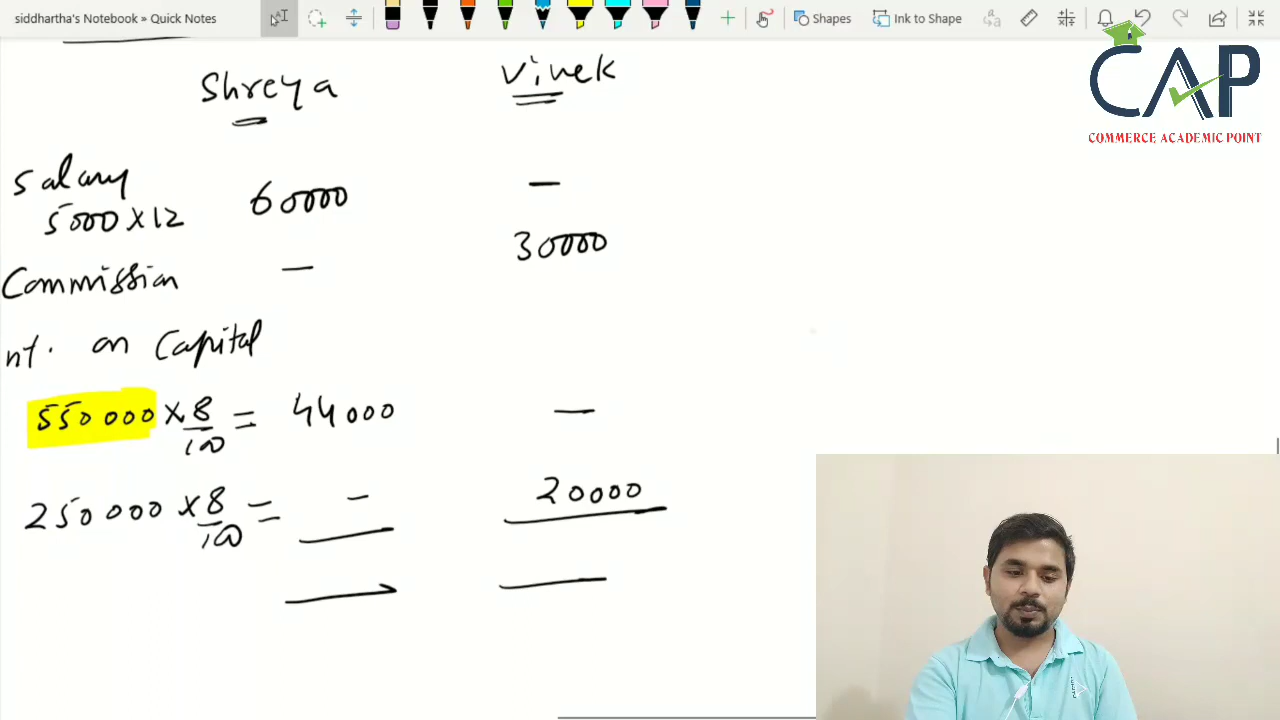 siddhartha's Notebook » Quick Notes
Shapes
Ink to Shape
CAP
COMMERCE ACADEMIC POINT
Shreya Vivek
Salary
5000 × 12 60000 —
Commission — 30000
nt. on Capital
550000 × 8/100 = 44000 —
250000 × 8/100 = — 20000